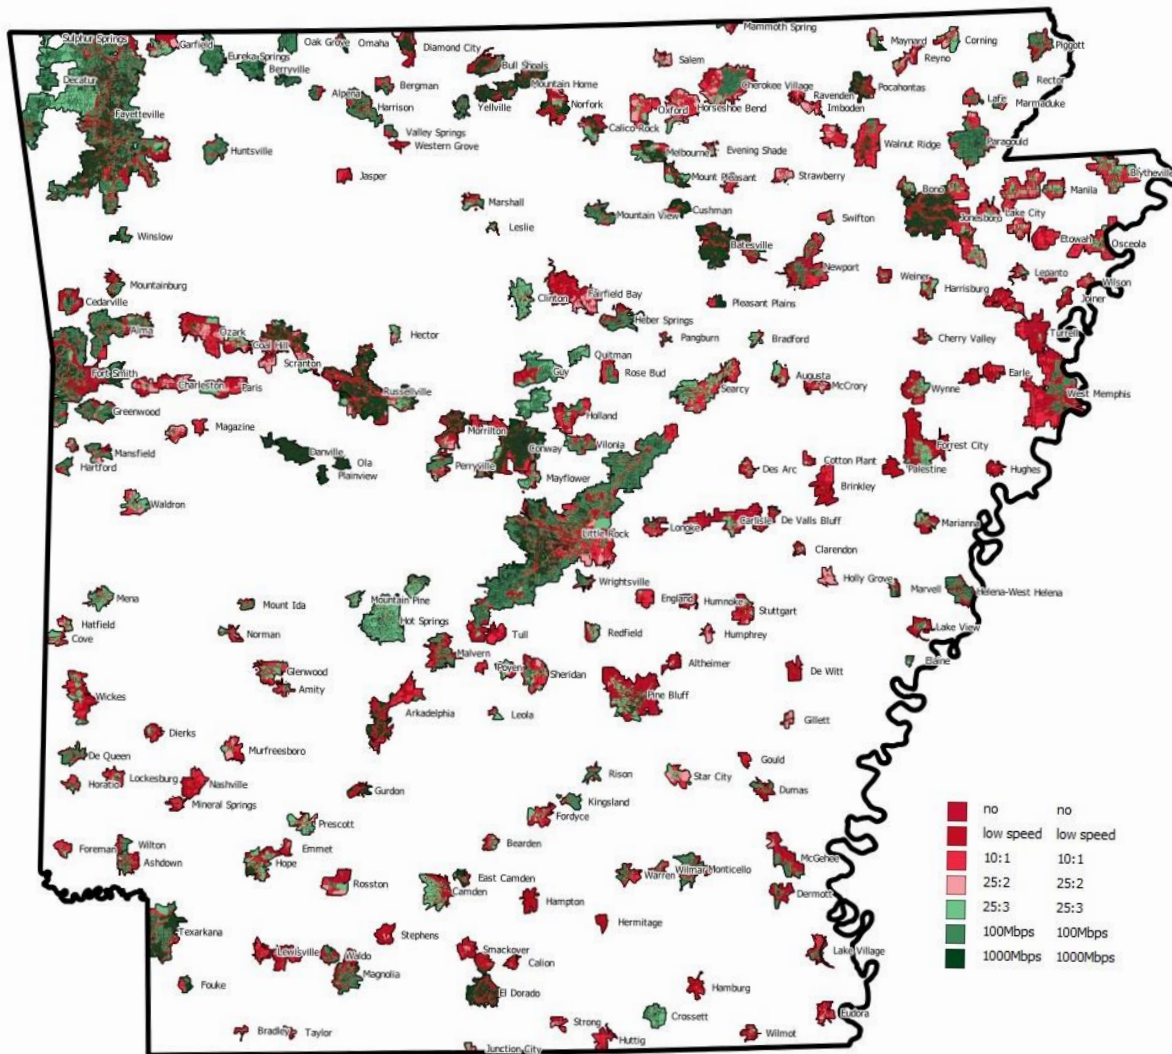 Mammoth Spring
Sulphur Springs
Garfield
Oak Grove
Omaha
Diamond City
Maynard
Corning
Reyno
Piggott
Eureka Springs
Berryville
Bull Shoals
Salem
Decatur
Alpena
Bergman
Mountain Home
Cherokee Village
Ravenden
Pocahontas
Rector
Harrison
Yellville
Norfork
Oxford
Horseshoe Bend
Imboden
Lafe
Marmaduke
Fayetteville
Valley Springs
Western Grove
Calico Rock
Huntsville
Melbourne
Evening Shade
Walnut Ridge
Paragould
Jasper
Mount Pleasant
Strawberry
Blytheville
Bono
Manila
Marshall
Mountain View
Cushman
Swifton
Jonesboro
Lake City
Leslie
Winslow
Batesville
Etowah
Osceola
Newport
Weiner
Harrisburg
Lepanto
Wilson
Mountainburg
Cedarville
Clinton
Fairfield Bay
Pleasant Plains
Joiner
Heber Springs
Alma
Ozark
Hector
Pangburn
Bradford
Cherry Valley
Turrell
Coal Hill
Scranton
Quitman
Fort Smith
Charleston
Paris
Russellville
Guy
Rose Bud
Searcy
Augusta
McCrory
Wynne
Earle
West Memphis
Greenwood
Magazine
Holland
Morrilton
Mansfield
Hartford
Danville
Ola
Plainview
Conway
Vilonia
Forrest City
Perryville
Mayflower
Des Arc
Cotton Plant
Palestine
Hughes
Brinkley
Waldron
Little Rock
Lonoke
Carlisle
De Valls Bluff
Marianna
Clarendon
Wrightsville
Holly Grove
Mena
Mount Ida
Mountain Pine
Hot Springs
England
Humnoke
Stuttgart
Marvell
Helena-West Helena
Hatfield
Cove
Norman
Tull
Redfield
Humphrey
Lake View
Malvern
Poyen
Sheridan
Altheimer
De Witt
Elaine
Glenwood
Amity
Wickes
Pine Bluff
Arkadelphia
Leola
Gillett
Dierks
De Queen
Murfreesboro
Gould
Lockesburg
Horatio
Nashville
Mineral Springs
Gurdon
Rison
Star City
Dumas
Kingsland
Fordyce
Prescott
Foreman
Wilton
Ashdown
Emmet
Hope
Bearden
McGehee
Rosston
East Camden
Camden
Warren
Wilmar
Monticello
Hampton
Dermott
Hermitage
Texarkana
Stephens
Lewisville
Waldo
Smackover
Calion
Lake Village
Magnolia
Fouke
El Dorado
Hamburg
Crossett
Eudora
Bradley
Taylor
Strong
Huttig
Wilmot
Junction City
no no
low speed low speed
10:1 10:1
25:2 25:2
25:3 25:3
100Mbps 100Mbps
1000Mbps 1000Mbps